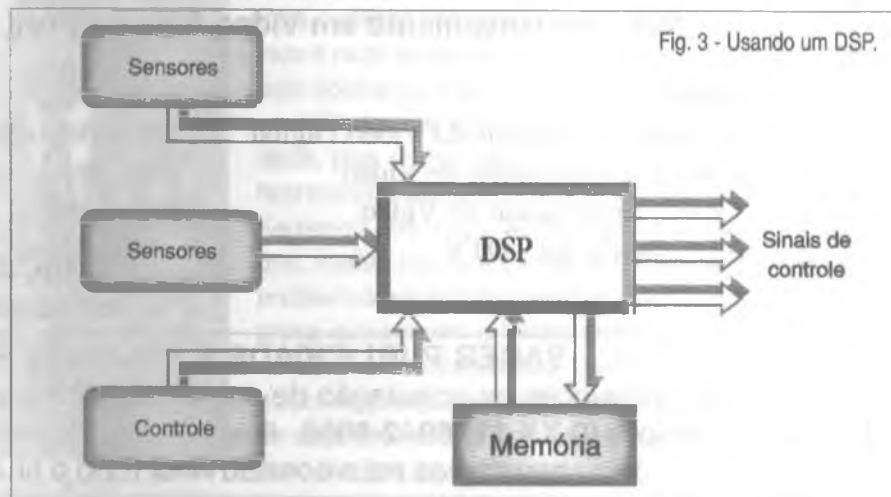 Fig. 3 - Usando um DSP.
Sensores
Sensores
DSP
Sinais de
controle
Controle
Memória